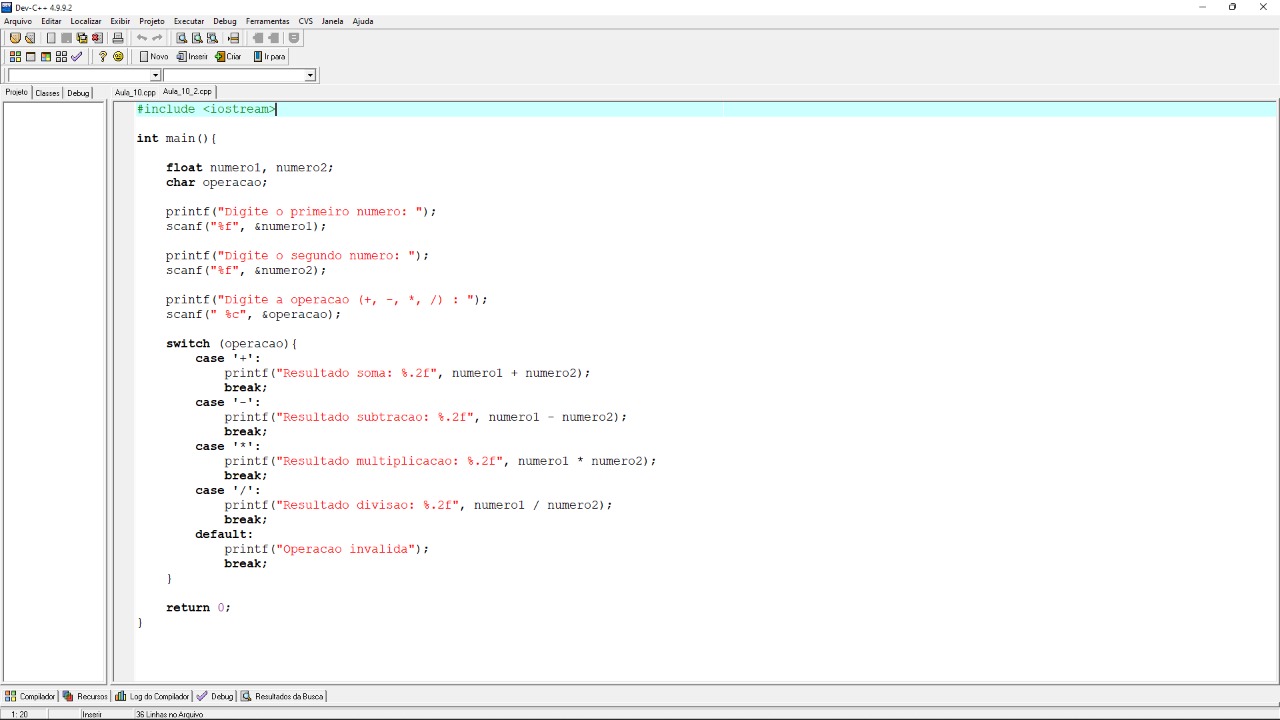 Dev-C++ 4.9.9.2
Arquivo Editar Localizar Exibir Projeto Executar Debug Ferramentas CVS Janela Ajuda
Novo Inserir Criar Ir para
Projeto Classes Debug Aula_10.cpp Aula_10_2.cpp
#include <iostream>
int main(){
float numero1, numero2;
char operacao;
printf("Digite o primeiro numero: ");
scanf("%f", &numero1);
printf("Digite o segundo numero: ");
scanf("%f", &numero2);
printf("Digite a operacao (+, -, *, /) : ");
scanf(" %c", &operacao);
switch (operacao){
case '+':
printf("Resultado soma: %.2f", numero1 + numero2);
break;
case '-':
printf("Resultado subtracao: %.2f", numero1 - numero2);
break;
case '*':
printf("Resultado multiplicacao: %.2f", numero1 * numero2);
break;
case '/':
printf("Resultado divisao: %.2f", numero1 / numero2);
break;
default:
printf("Operacao invalida");
break;
}
return 0;
}
Compilador Recursos Log do Compilador Debug Resultados da Busca
1: 20 Inserir 36 Linhas no Arquivo